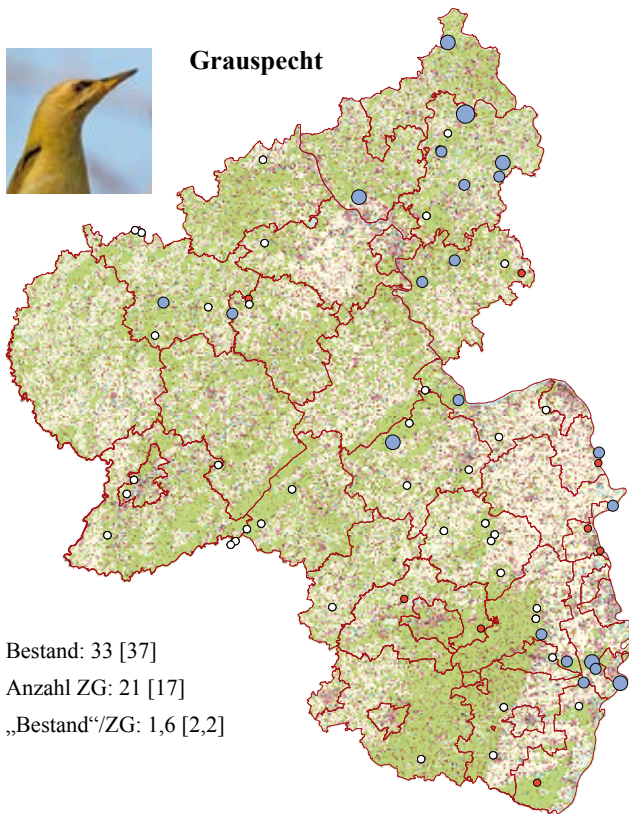 Grauspecht
Bestand: 33 [37]
Anzahl ZG: 21 [17]
„Bestand“/ZG: 1,6 [2,2]